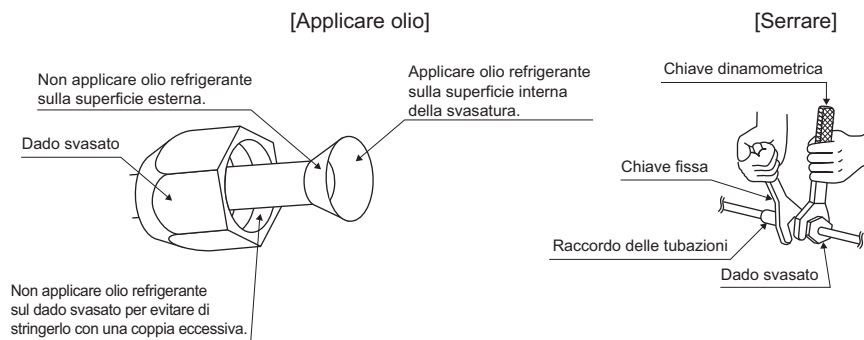 [Applicare olio]
Non applicare olio refrigerante
sulla superficie esterna.
Applicare olio refrigerante
sulla superficie interna
della svasatura.
Dado svasato
Non applicare olio refrigerante
sul dado svasato per evitare di
stringerlo con una coppia eccessiva.
[Serrare]
Chiave dinamometrica
Chiave fissa
Raccordo delle tubazioni
Dado svasato